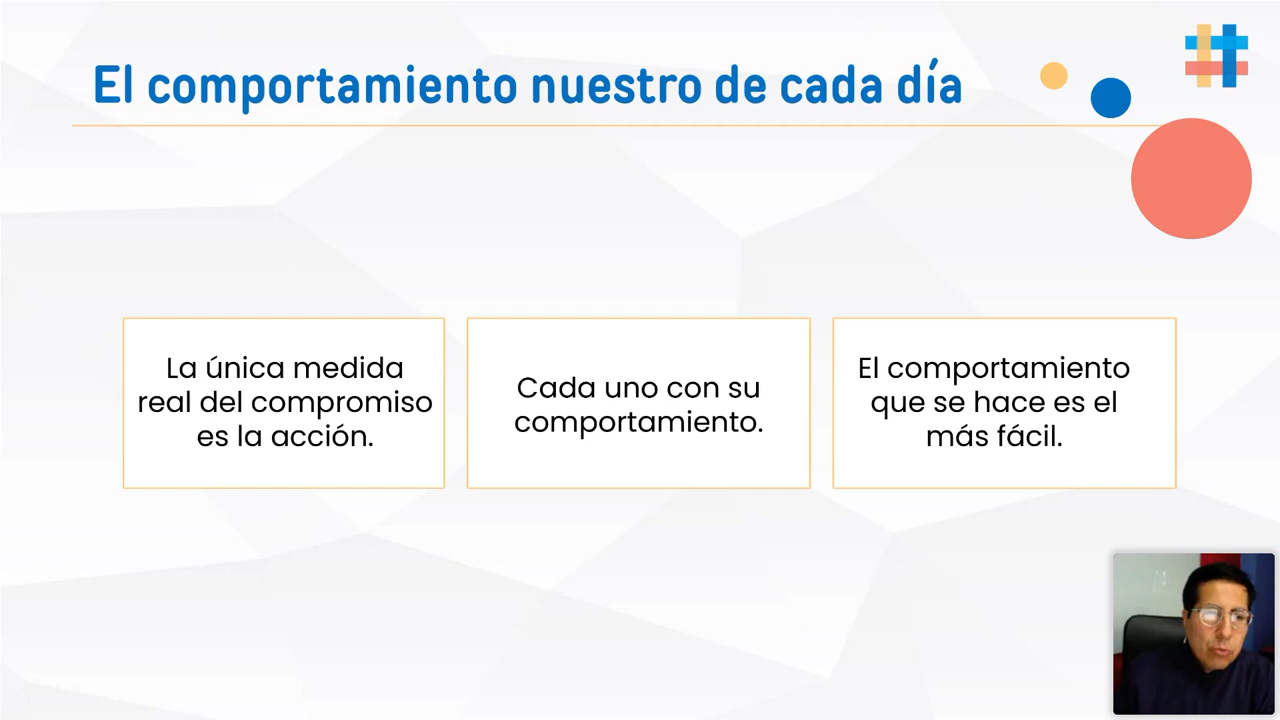 El comportamiento nuestro de cada día
La única medida
real del compromiso
es la acción.
Cada uno con su
comportamiento.
El comportamiento
que se hace es el
más fácil.